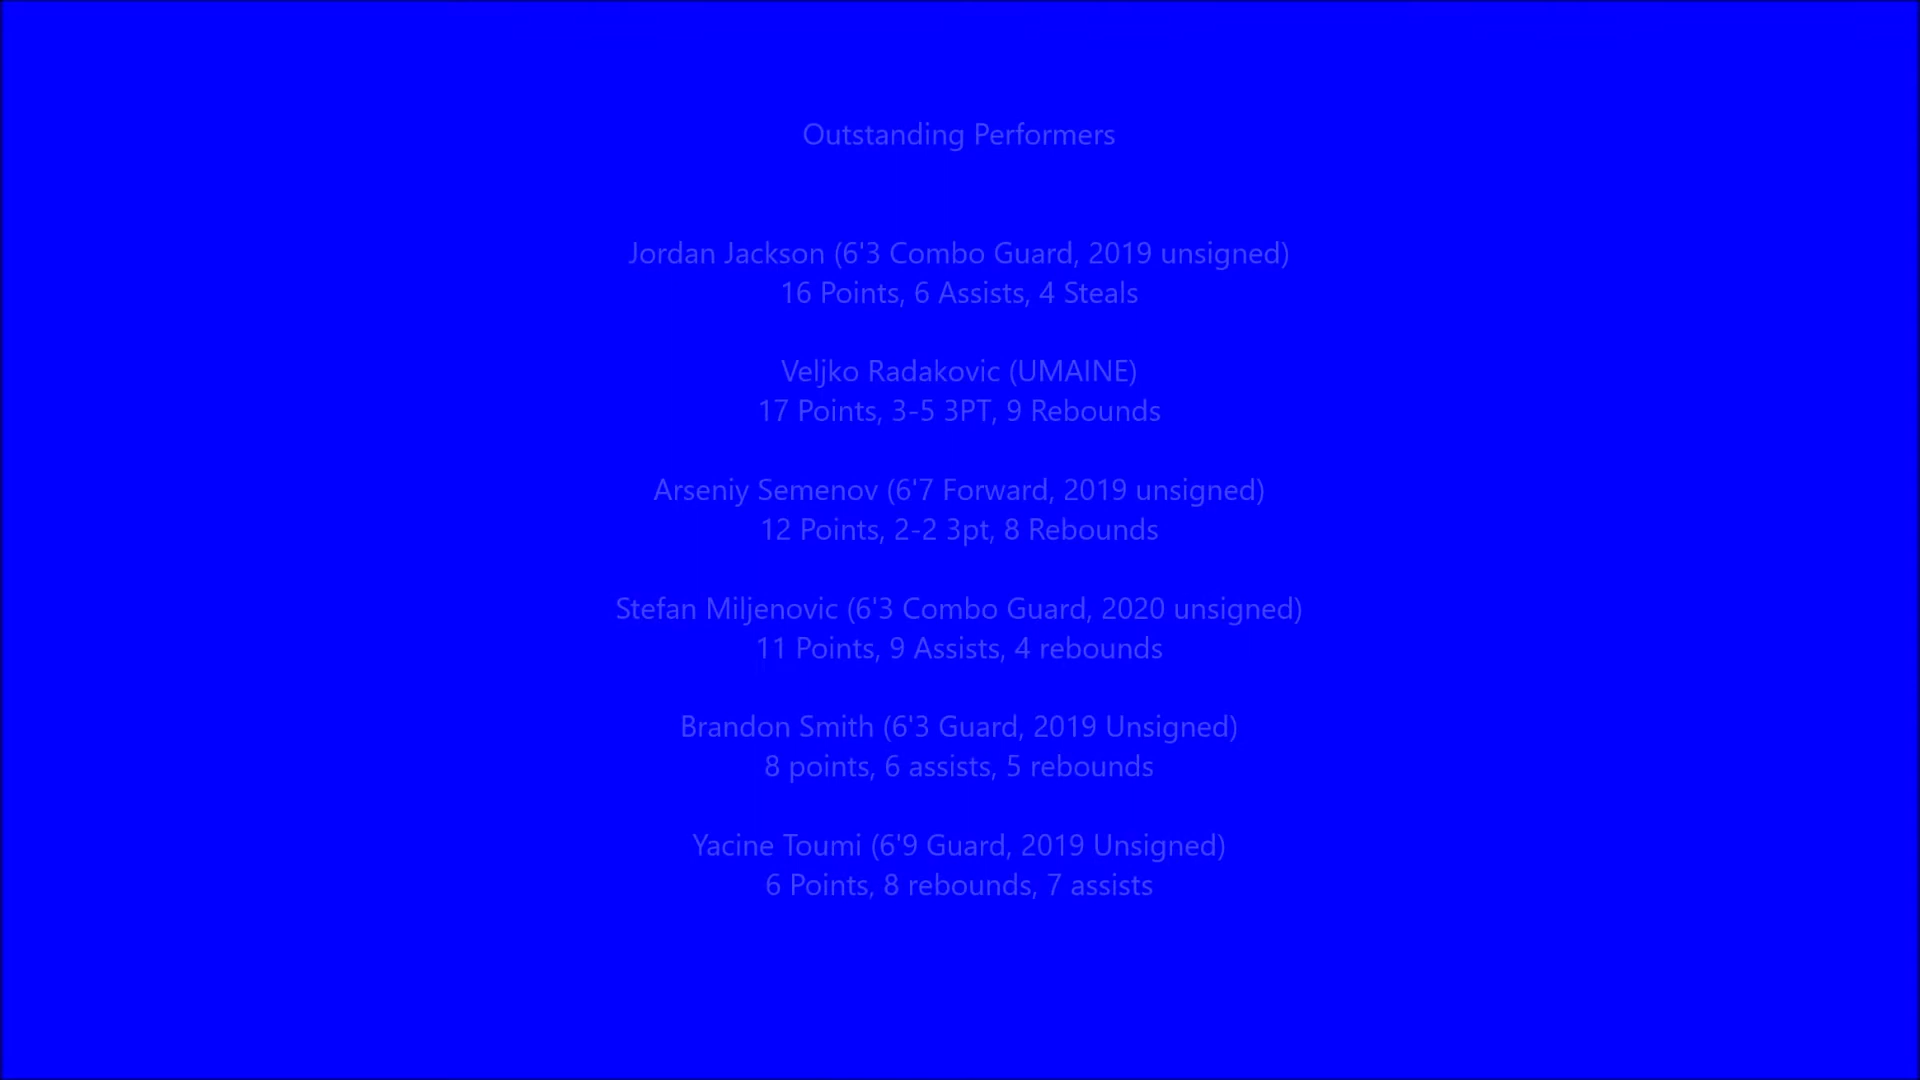 Outstanding Performers
Jordan Jackson (6'3 Combo Guard, 2019 unsigned)
16 Points, 6 Assists, 4 Steals
Veljko Radakovic (UMAINE)
17 Points, 3-5 3PT, 9 Rebounds
Arseniy Semenov (6'7 Forward, 2019 unsigned)
12 Points, 2-2 3pt, 8 Rebounds
Stefan Miljenovic (6'3 Combo Guard, 2020 unsigned)
11 Points, 9 Assists, 4 rebounds
Brandon Smith (6'3 Guard, 2019 Unsigned)
8 points, 6 assists, 5 rebounds
Yacine Toumi (6'9 Guard, 2019 Unsigned)
6 Points, 8 rebounds, 7 assists